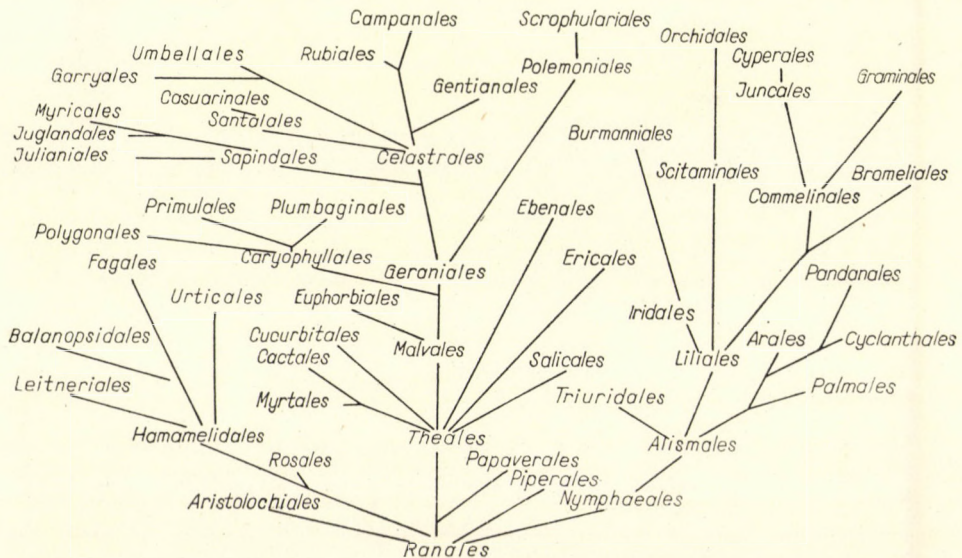 Campanales
Scrophulariales
Umbellales
Rubiales
Orchidales
Cyperales
Garryales
Polemoniales
Graminales
Gentianales
Juncales
Casuarinales
Myricales
Santalales
Burmanniales
Juglandales
Julianiales
Sapindales
Celastrales
Scitaminales
Bromeliales
Commelinales
Primulales
Plumbaginales
Ebenales
Polygonales
Caryophyllales
Fagales
Geraniales
Ericales
Pandanales
Urticales
Euphorbiales
Iridales
Balanopsidales
Cucurbitales
Malvales
Arales
Cyclanthales
Cactales
Salicales
Liliales
Leitneriales
Myrtales
Triuridales
Palmales
Hamamelidales
Theales
Alismales
Rosales
Papaverales
Piperales
Aristolochiales
Nymphaeales
Ranales